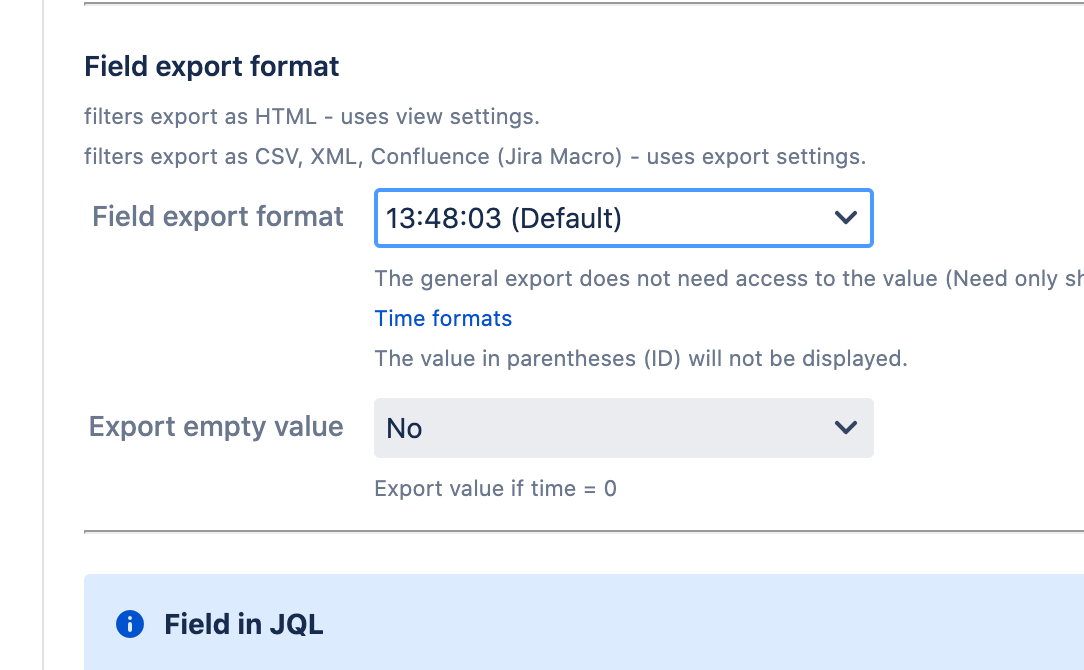 Field export format
filters export as HTML - uses view settings.
filters export as CSV, XML, Confluence (Jira Macro) - uses export settings.
Field export format
13:48:03 (Default)
The general export does not need access to the value (Need only
Time formats
The value in parentheses (ID) will not be displayed.
Export empty value
No
Export value if time = 0
Field in JQL